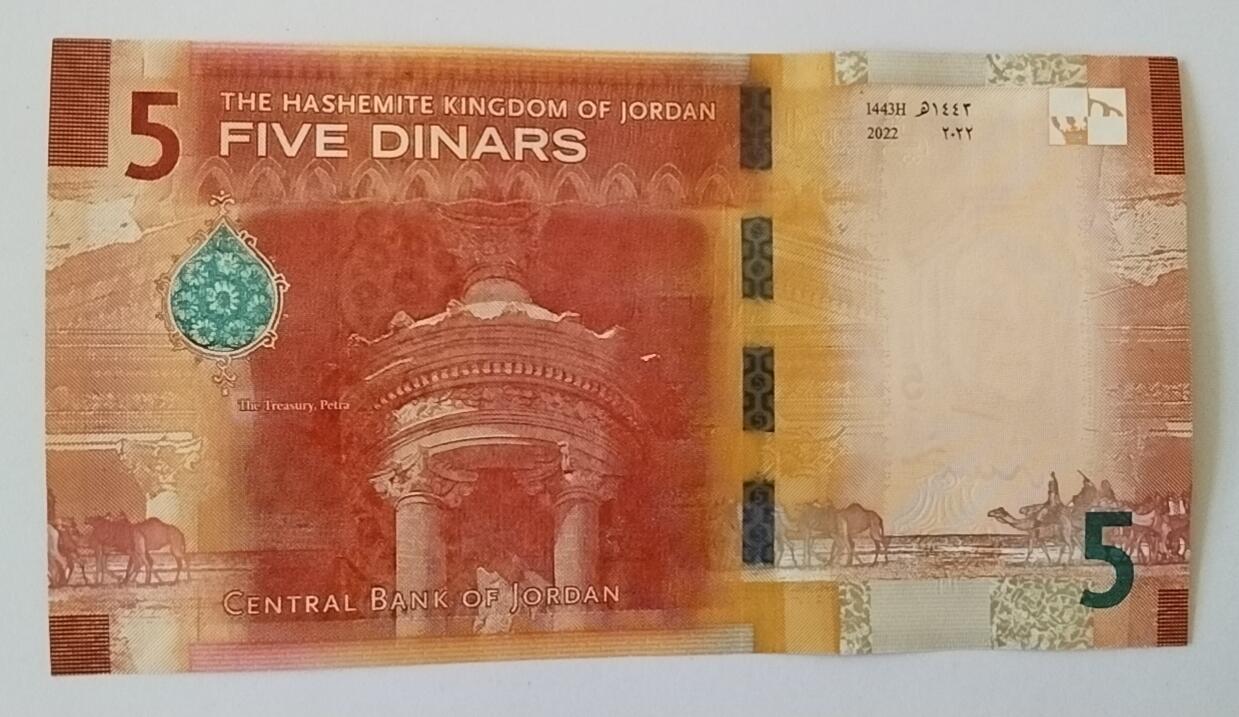 5
THE HASHEMITE KINGDOM OF JORDAN
FIVE DINARS
1443H ١٤٤٣هـ
2022 ٢٠٢٢
The Treasury, Petra
CENTRAL BANK OF JORDAN
5